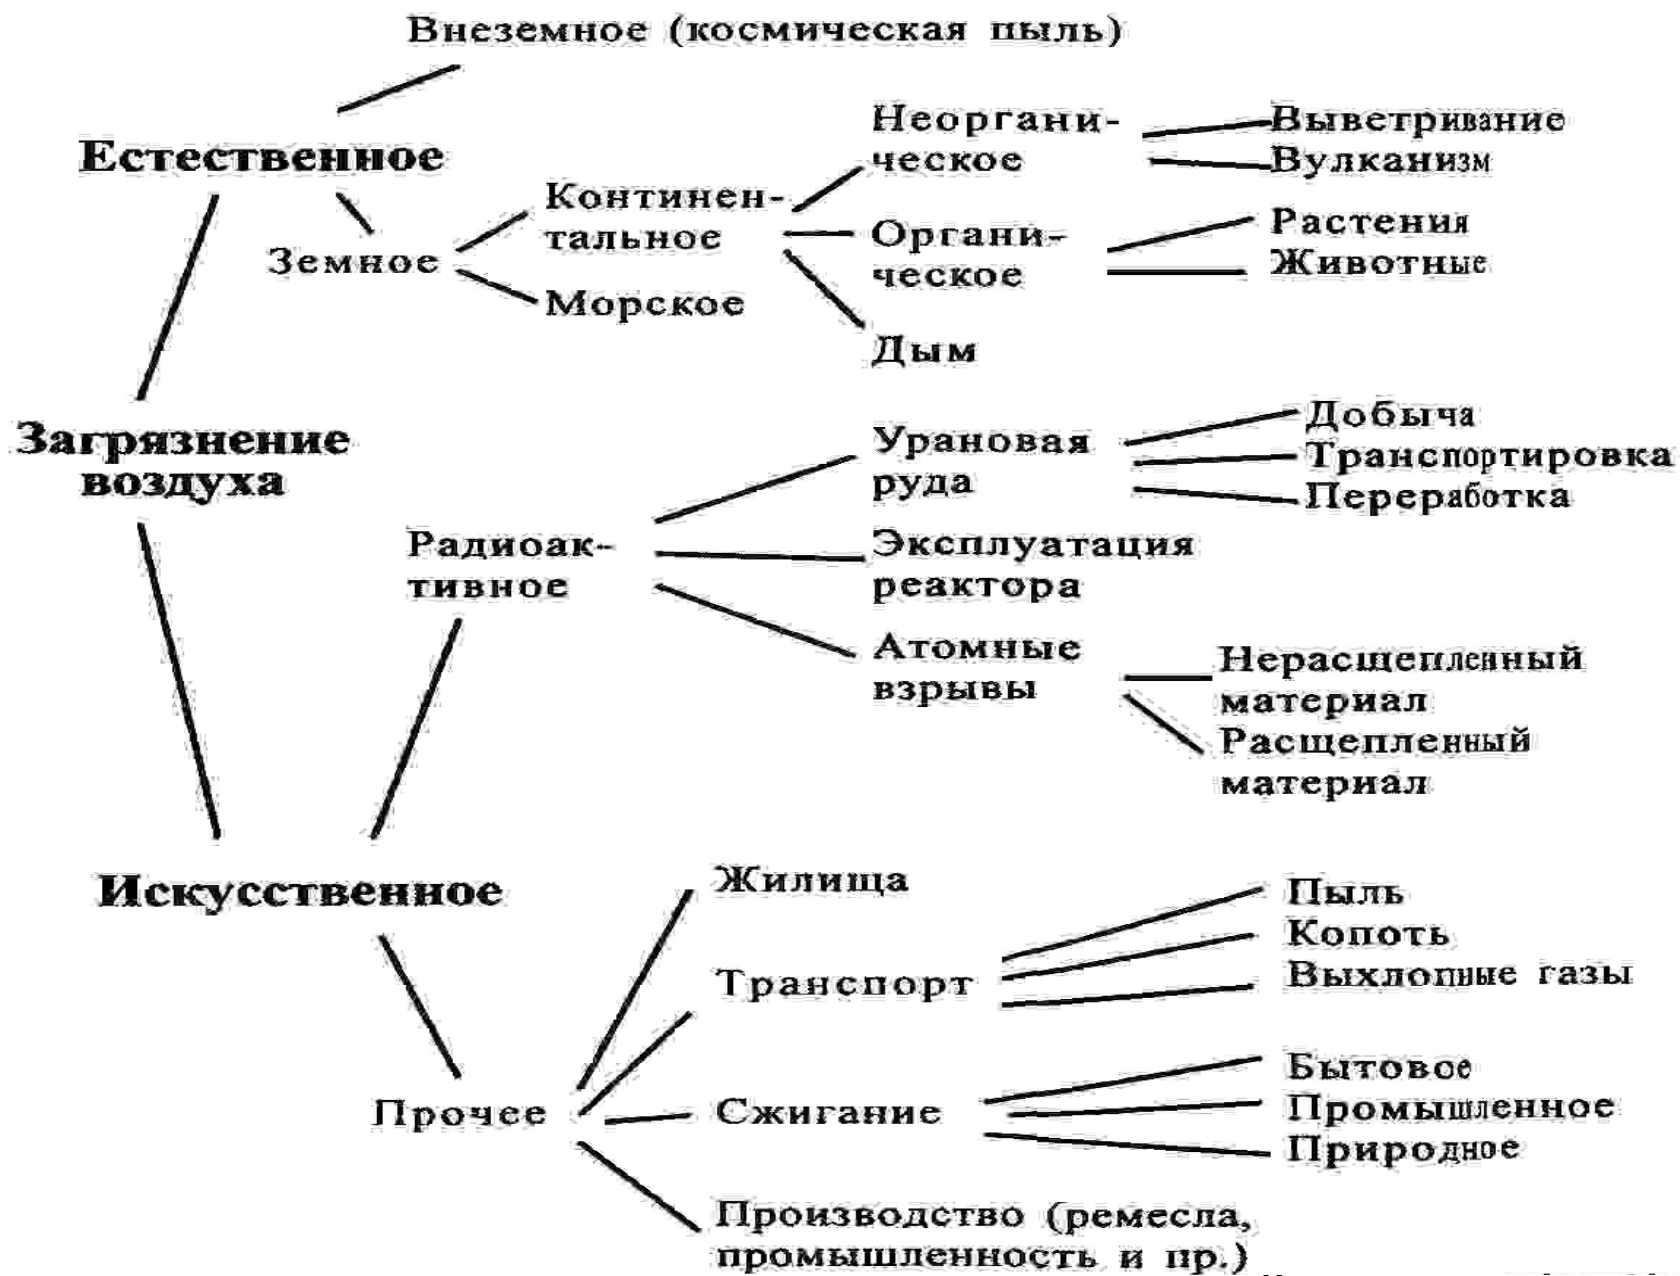 Внеземное (космическая пыль)
Естественное
Земное
Континен-
тальное
Морское
Неоргани-
ческое
Выветривание
Вулканизм
Органи-
ческое
Растения
Животные
Дым
Загрязнение
воздуха
Радиоак-
тивное
Урановая
руда
Добыча
Транспортировка
Переработка
Эксплуатация
реактора
Атомные
взрывы
Нерасщепленный
материал
Расщепленный
материал
Искусственное
Прочее
Жилища
Транспорт
Пыль
Копоть
Выхлопные газы
Сжигание
Бытовое
Промышленное
Природное
Производство (ремесла,
промышленность и пр.)